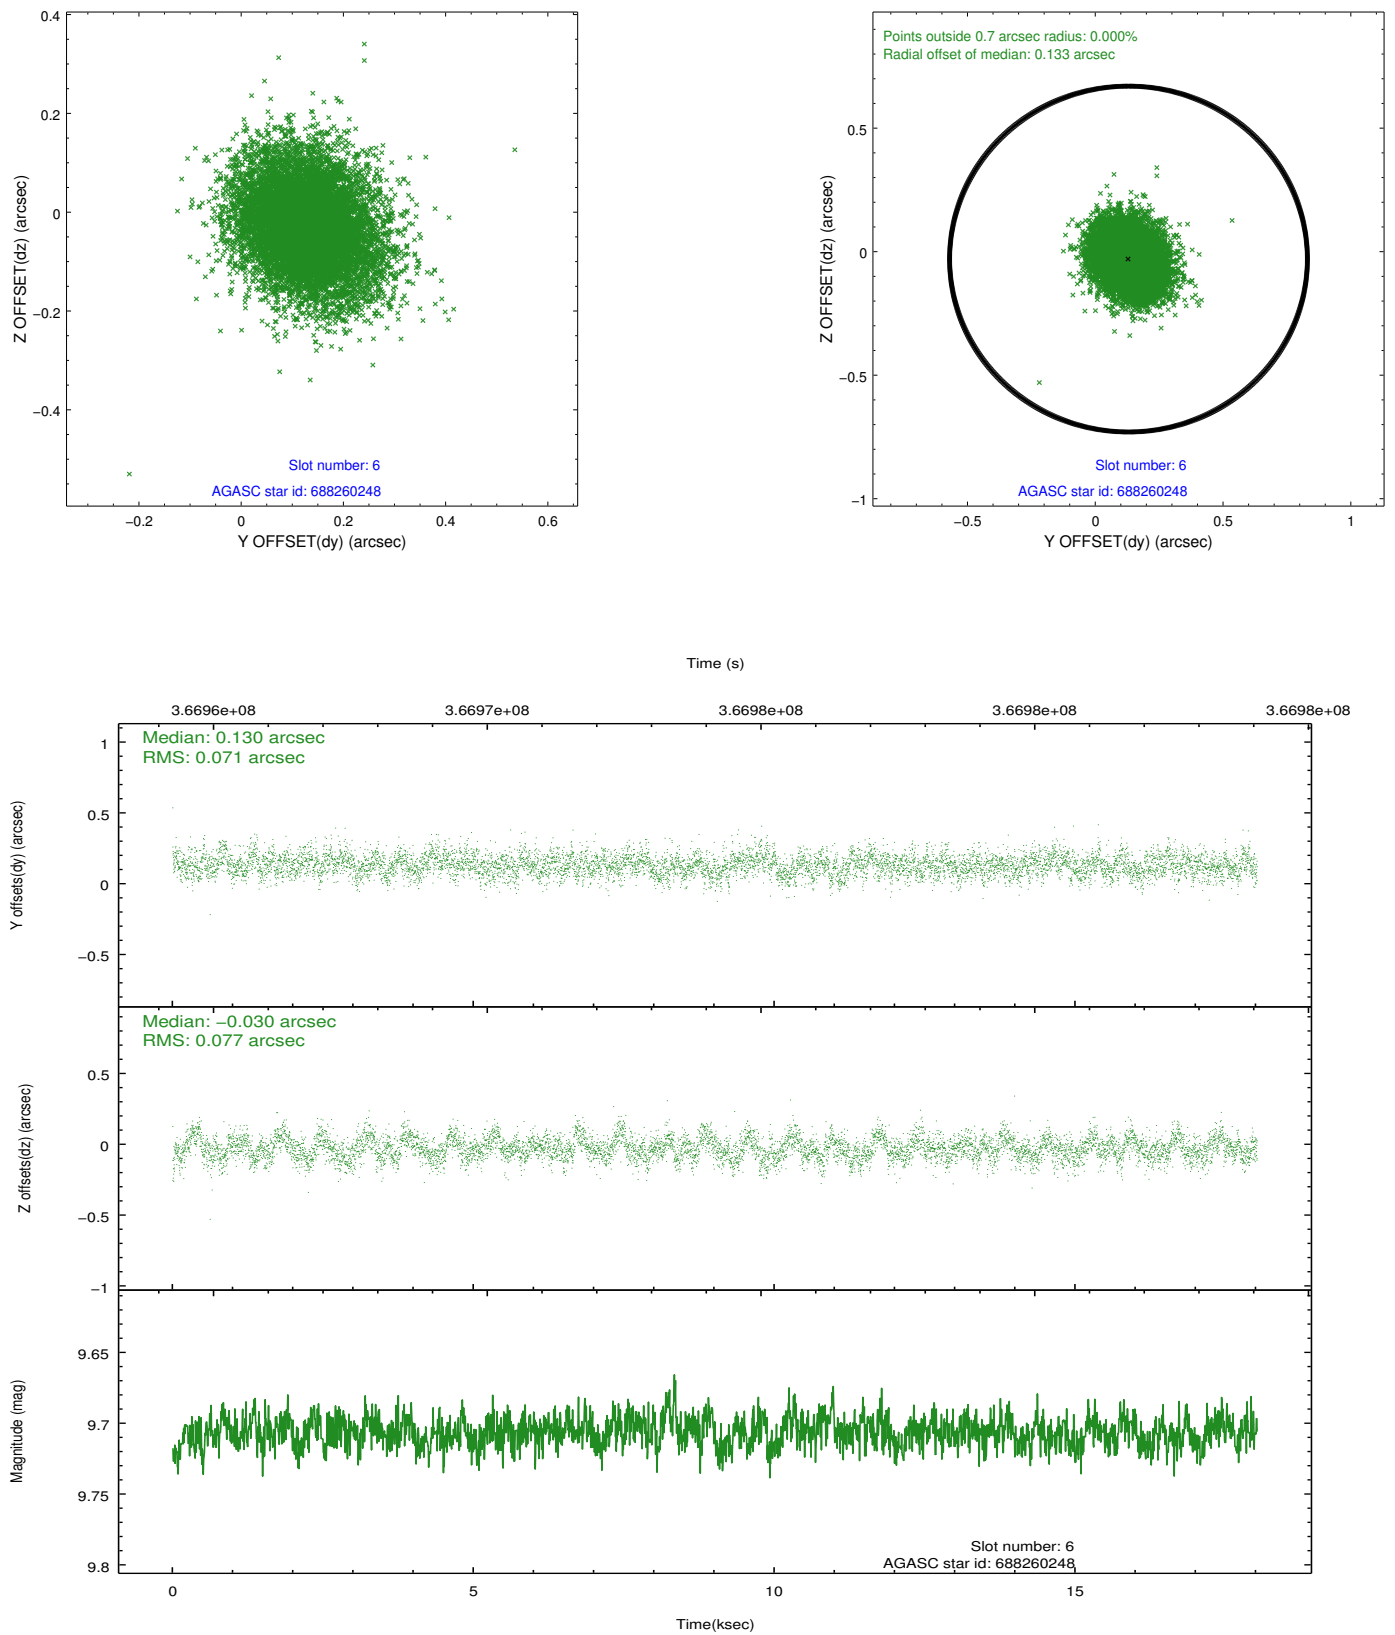 0.4
0.2
0
−0.2
−0.4
Z OFFSET(dz) (arcsec)
Slot number: 6
AGASC star id: 688260248
−0.2 0 0.2 0.4 0.6
Y OFFSET(dy) (arcsec)
Points outside 0.7 arcsec radius: 0.000%
Radial offset of median: 0.133 arcsec
0.5
0
−0.5
−1
Z OFFSET(dz) (arcsec)
Slot number: 6
AGASC star id: 688260248
−0.5 0 0.5 1
Y OFFSET(dy) (arcsec)
Time (s)
3.6696e+08 3.6697e+08 3.6698e+08 3.6698e+08 3.6698e+08
Median: 0.130 arcsec
RMS: 0.071 arcsec
1
0.5
0
−0.5
Y offsets(dy) (arcsec)
Median: −0.030 arcsec
RMS: 0.077 arcsec
0.5
0
−0.5
−1
Z offsets(dz) (arcsec)
9.65
9.7
9.75
9.8
Magnitude (mag)
Slot number: 6
AGASC star id: 688260248
0 5 10 15
Time(ksec)